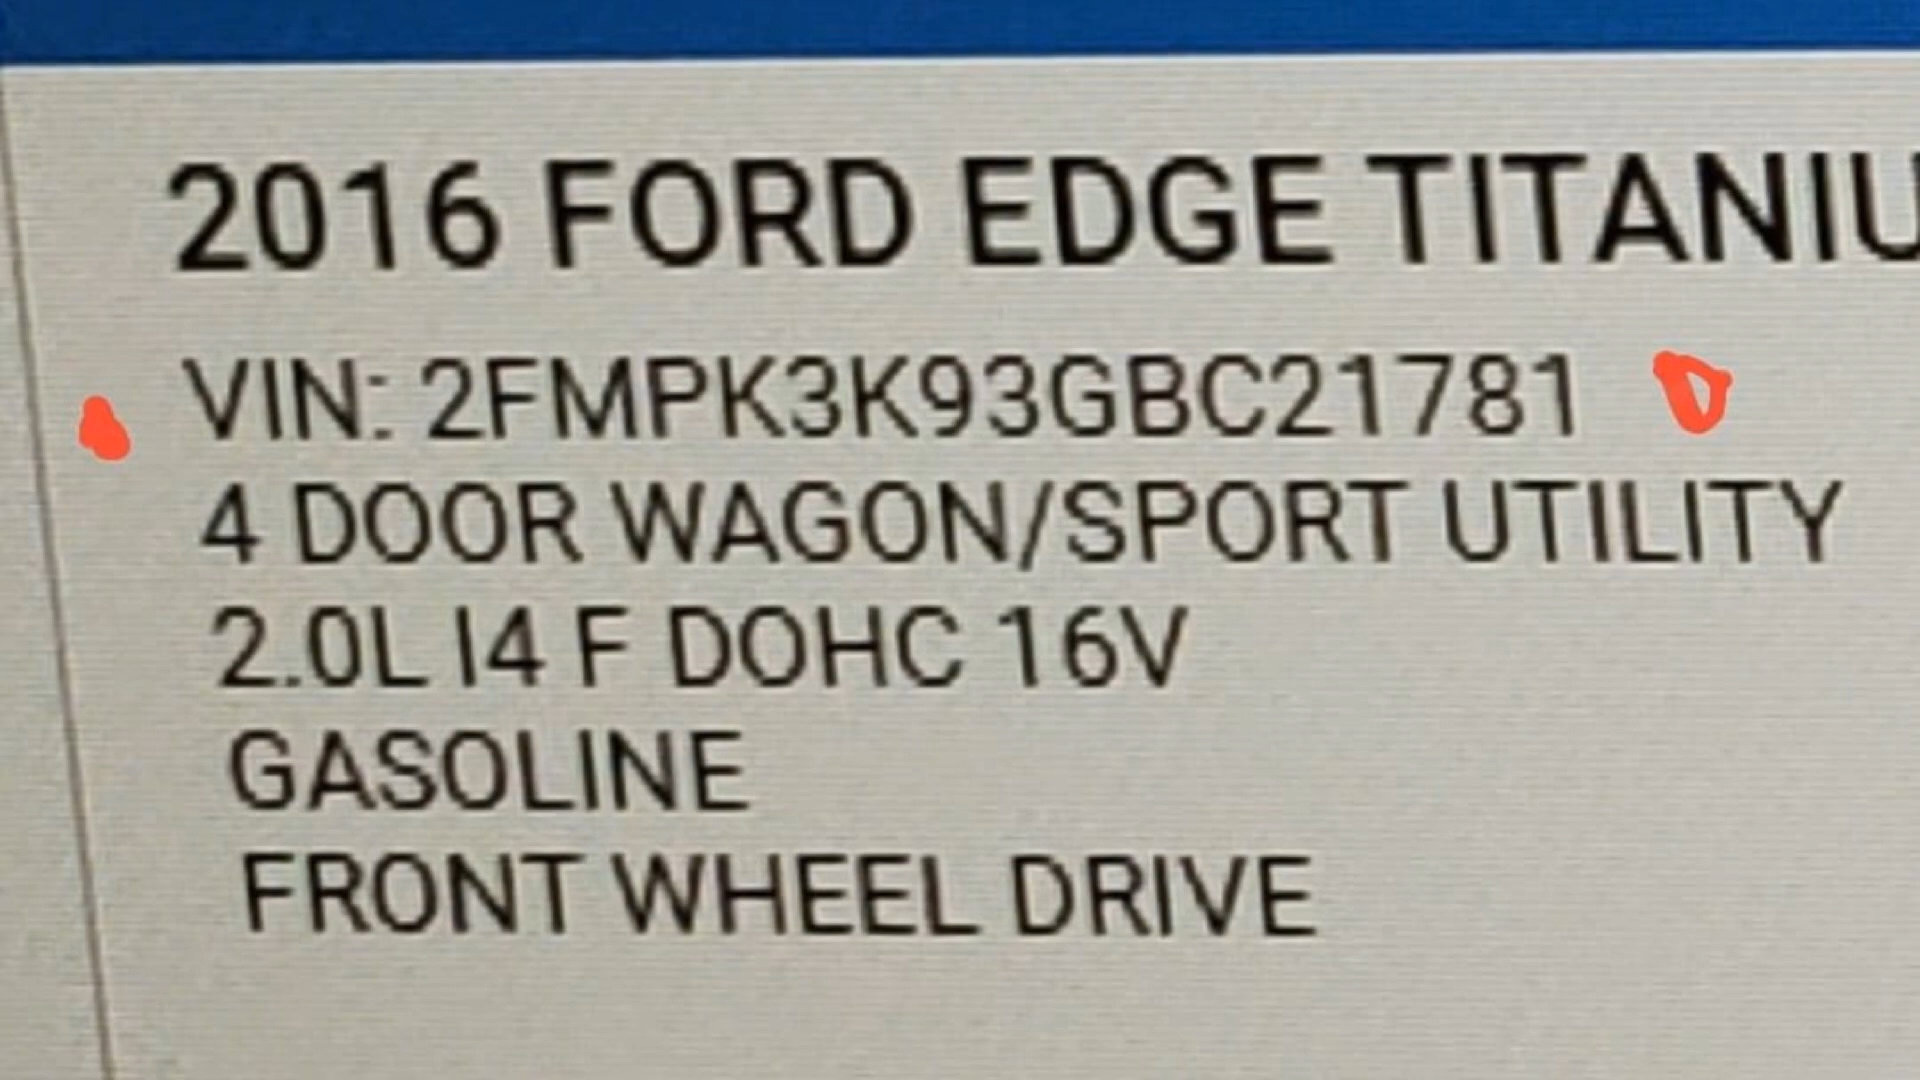 2016 FORD EDGE TITANIU
VIN: 2FMPK3K93GBC21781
4 DOOR WAGON/SPORT UTILITY
2.0L I4 F DOHC 16V
GASOLINE
FRONT WHEEL DRIVE